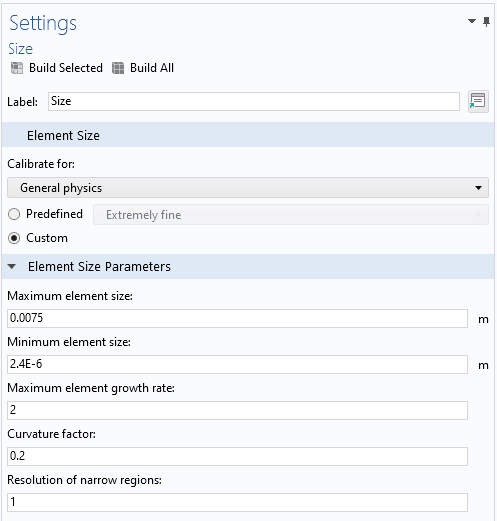 Settings
Size
Build Selected Build All
Label: Size
Element Size
Calibrate for:
General physics
Predefined Extremely fine
Custom
Element Size Parameters
Maximum element size:
0.0075 m
Minimum element size:
2.4E-6 m
Maximum element growth rate:
2
Curvature factor:
0.2
Resolution of narrow regions:
1